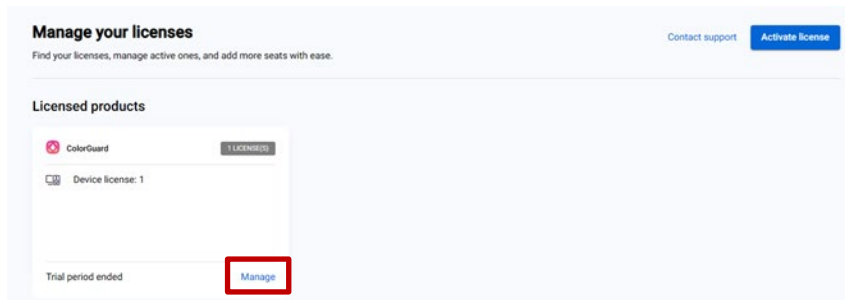 Manage your licenses
Contact support
Activate license
Find your licenses, manage active ones, and add more seats with ease.
Licensed products
ColorGuard
1 LICENSE(S)
Device license: 1
Trial period ended
Manage